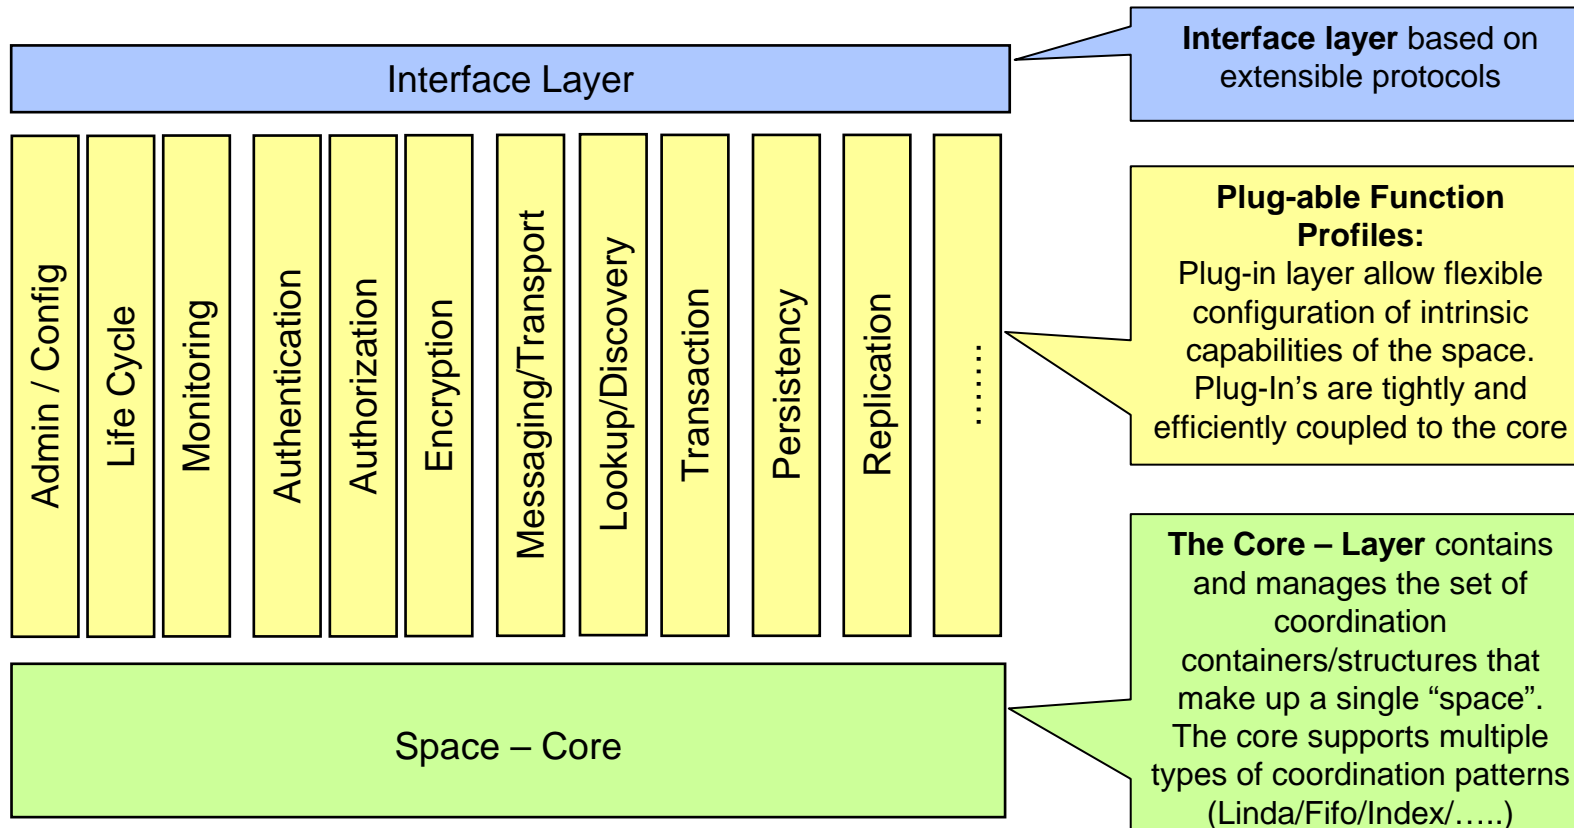 Interface Layer
Interface layer based on
extensible protocols
Admin / Config
Life Cycle
Monitoring
Authentication
Authorization
Encryption
Messaging/Transport
Lookup/Discovery
Transaction
Persistency
Replication
.......
Plug-able Function
Profiles:
Plug-in layer allow flexible
configuration of intrinsic
capabilities of the space.
Plug-In’s are tightly and
efficiently coupled to the core
Space – Core
The Core – Layer contains
and manages the set of
coordination
containers/structures that
make up a single “space”.
The core supports multiple
types of coordination patterns
(Linda/Fifo/Index/…..)